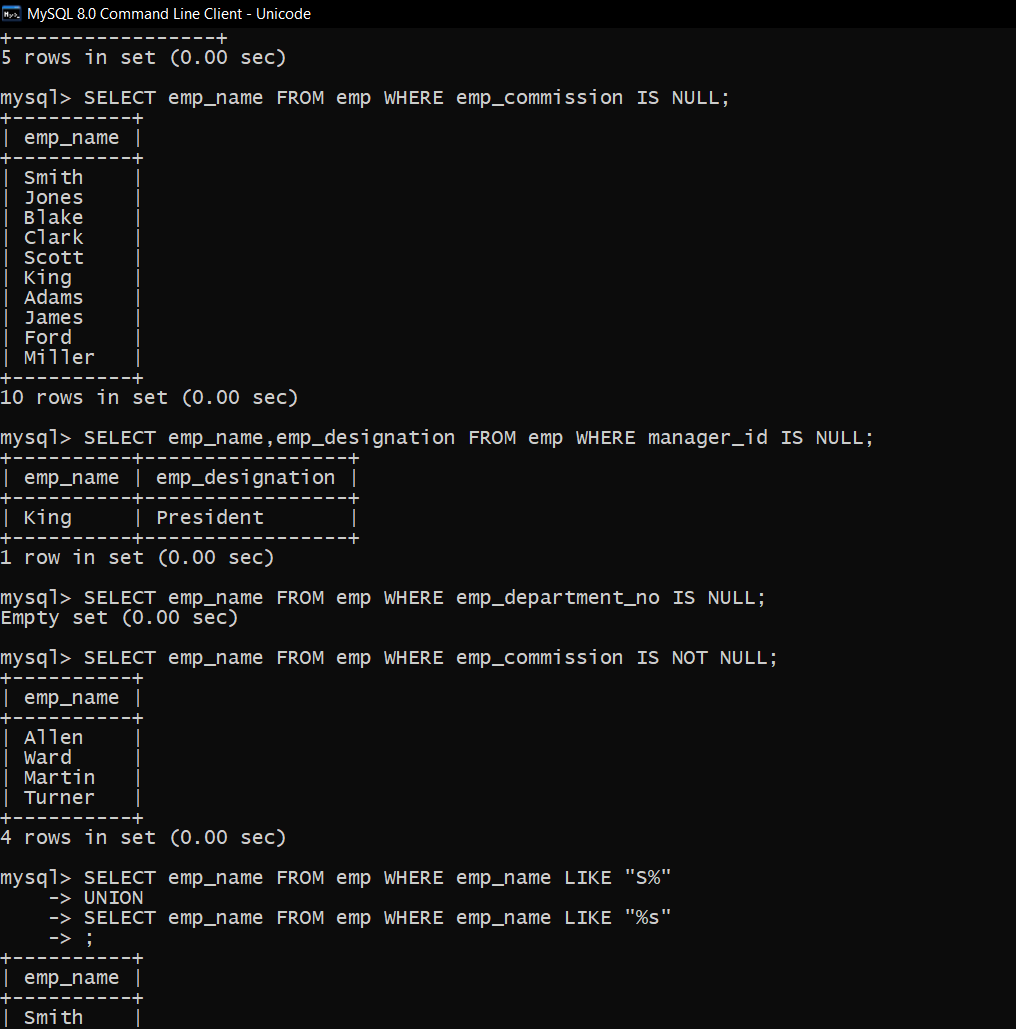 MySQL 8.0 Command Line Client - Unicode
+-----------------+
5 rows in set (0.00 sec)
mysql> SELECT emp_name FROM emp WHERE emp_commission IS NULL;
+----------+
| emp_name |
+----------+
| Smith    |
| Jones    |
| Blake    |
| Clark    |
| Scott    |
| King     |
| Adams    |
| James    |
| Ford     |
| Miller   |
+----------+
10 rows in set (0.00 sec)
mysql> SELECT emp_name,emp_designation FROM emp WHERE manager_id IS NULL;
+----------+-----------------+
| emp_name | emp_designation |
+----------+-----------------+
| King     | President       |
+----------+-----------------+
1 row in set (0.00 sec)
mysql> SELECT emp_name FROM emp WHERE emp_department_no IS NULL;
Empty set (0.00 sec)
mysql> SELECT emp_name FROM emp WHERE emp_commission IS NOT NULL;
+----------+
| emp_name |
+----------+
| Allen    |
| Ward     |
| Martin   |
| Turner   |
+----------+
4 rows in set (0.00 sec)
mysql> SELECT emp_name FROM emp WHERE emp_name LIKE "S%"
    -> UNION
    -> SELECT emp_name FROM emp WHERE emp_name LIKE "%s"
    -> ;
+----------+
| emp_name |
+----------+
| Smith    |